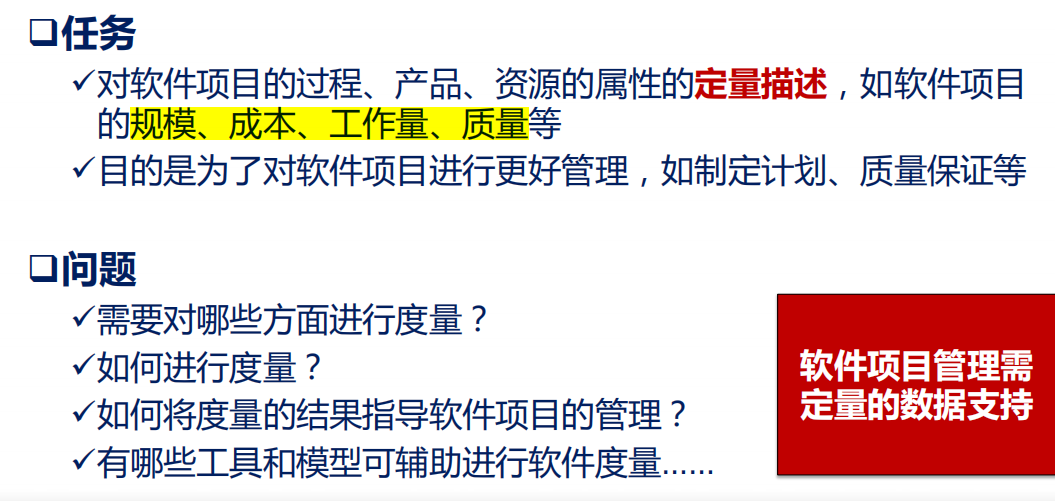 ❑任务
✓对软件项目的过程、产品、资源的属性的定量描述，如软件项目
的规模、成本、工作量、质量等
✓目的是为了对软件项目进行更好管理，如制定计划、质量保证等
❑问题
✓需要对哪些方面进行度量？
✓如何进行度量？
✓如何将度量的结果指导软件项目的管理？
✓有哪些工具和模型可辅助进行软件度量……
软件项目管理需
定量的数据支持